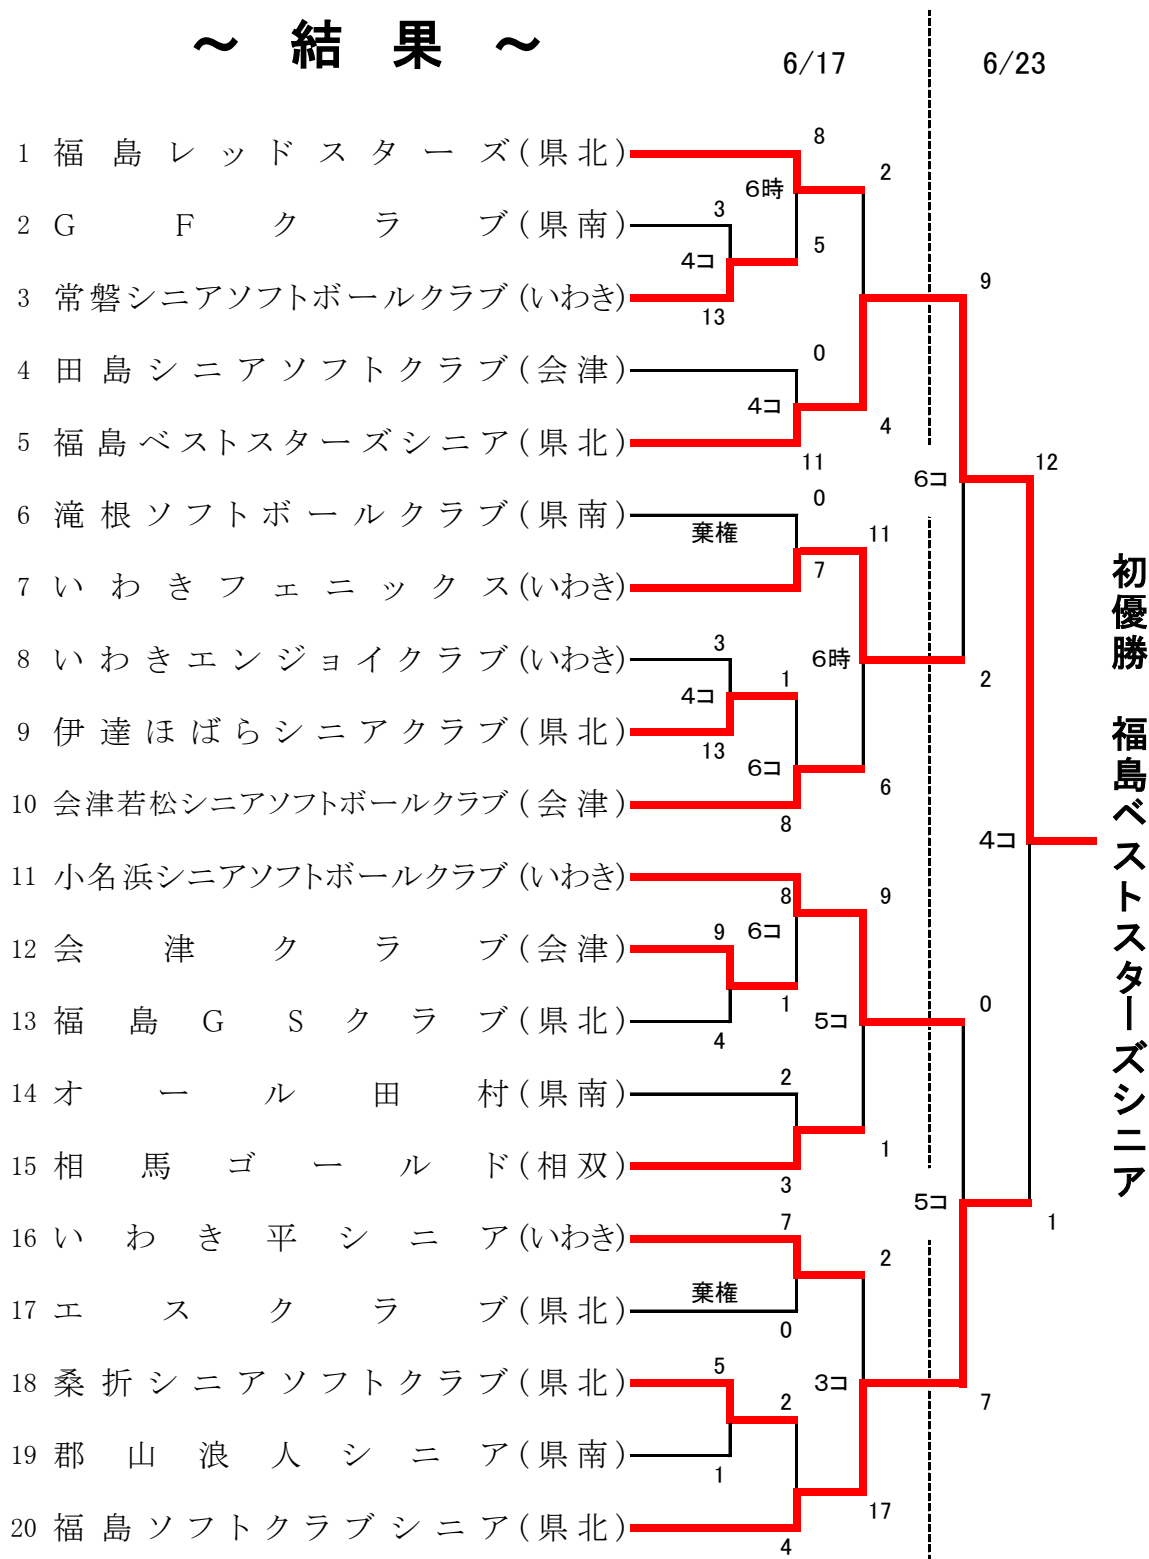 ～ 結 果 ～
6/17
6/23
1 福島レッドスターズ(県北)
8
2
6時
2 GFクラブ(県南)
3
5
4コ
3 常磐シニアソフトボールクラブ(いわき)
13
9
4 田島シニアソフトクラブ(会津)
0
4コ
5 福島ベストスターズシニア(県北)
11
4
6コ
12
6 滝根ソフトボールクラブ(県南)
0
棄権
11
7 いわきフェニックス(いわき)
7
8 いわきエンジョイクラブ(いわき)
3
6時
4コ
1
2
9 伊達ほばらシニアクラブ(県北)
13
6コ
10 会津若松シニアソフトボールクラブ(会津)
8
6
4コ
11 小名浜シニアソフトボールクラブ(いわき)
8
9
12 会津クラブ(会津)
9
6コ
1
0
13 福島GSクラブ(県北)
4
5コ
14 オール田村(県南)
2
15 相馬ゴールド(相双)
3
1
5コ
1
16 いわき平シニア(いわき)
7
2
17 エスクラブ(県北)
棄権
0
18 桑折シニアソフトクラブ(県北)
5
2
3コ
7
19 郡山浪人シニア(県南)
1
20 福島ソフトクラブシニア(県北)
4
17
初優勝 福島ベストスターズシニア